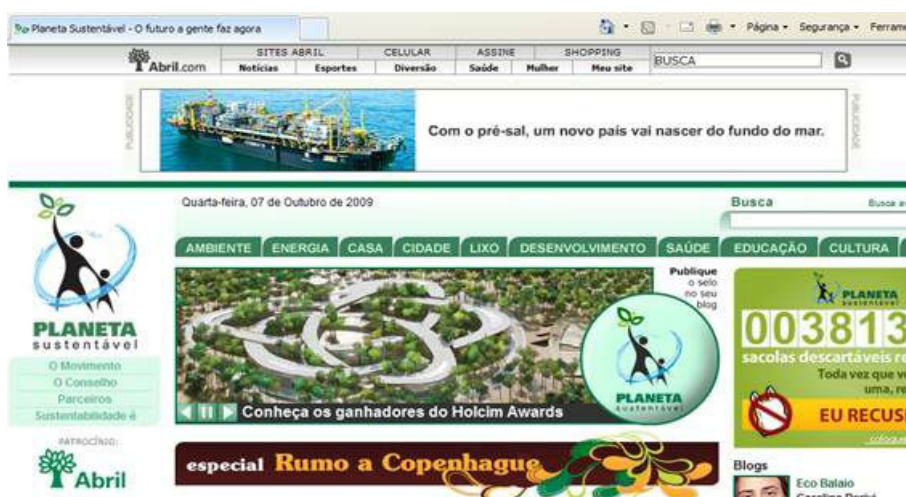 Planeta Sustentável - O futuro a gente faz agora
Página Segurança
Abril.com
SITES ABRIL CELULAR ASSINE SHOPPING
Notícias Esportes Diversão Saúde Mulher Meu site
BUSCA
PUBLICIDADE
Com o pré-sal, um novo país vai nascer do fundo do mar.
PUBLICIDADE
Quarta-feira, 07 de Outubro de 2009
Busca
Busca
AMBIENTE ENERGIA CASA CIDADE LIXO DESENVOLVIMENTO SAÚDE EDUCAÇÃO CULTURA
PLANETA
sustentável
O Movimento
O Conselho
Parceiros
Sustentabilidade é
PATROCÍNIO:
Abril
Conheça os ganhadores do Holcim Awards
Publique
o selo
no seu
blog
PLANETA
sustentável
PLANETA
sustentável
003813
sacolas descartáveis
Toda vez que
uma,
EU
especial Rumo a Copenhague
Blogs
Eco Balaio